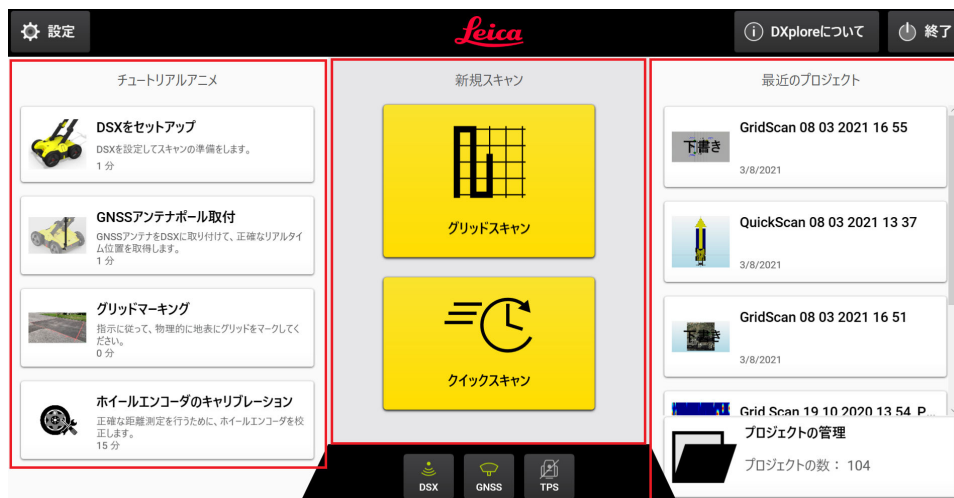 設定
Leica
DXploreについて
終了
チュートリアルアニメ
DSXをセットアップ
DSXを設定してスキャンの準備をします。
1 分
GNSSアンテナポール取付
GNSSアンテナをDSXに取り付けて、正確なリアルタイ
ム位置を取得します。
1 分
グリッドマーキング
指示に従って、物理的に地表にグリッドをマークしてく
ださい。
0 分
ホイールエンコーダのキャリブレーション
正確な距離測定を行うために、ホイールエンコーダを校
正します。
15 分
新規スキャン
グリッドスキャン
クイックスキャン
DSX
GNSS
TPS
最近のプロジェクト
下書き
GridScan 08 03 2021 16 55
3/8/2021
QuickScan 08 03 2021 13 37
3/8/2021
下書き
GridScan 08 03 2021 16 51
3/8/2021
Grid Scan 19 10 2020 13 54_P...
プロジェクトの管理
プロジェクトの数： 104